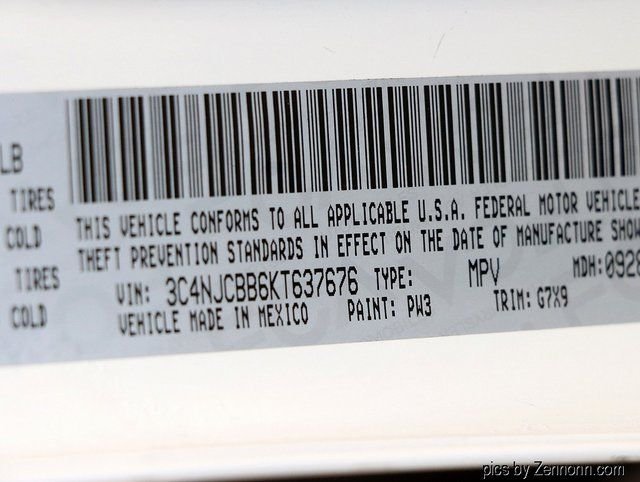 LB
TIRES
COLD
TIRES
COLD
THIS VEHICLE CONFORMS TO ALL APPLICABLE U.S.A. FEDERAL MOTOR VEHICLE
THEFT PREVENTION STANDARDS IN EFFECT ON THE DATE OF MANUFACTURE SHOW
VIN: 3C4NJCBB6KT637676 TYPE: MPV MDH: 0928
VEHICLE MADE IN MEXICO PAINT: PW3 TRIM: G7X9
pics by Zennonn.com